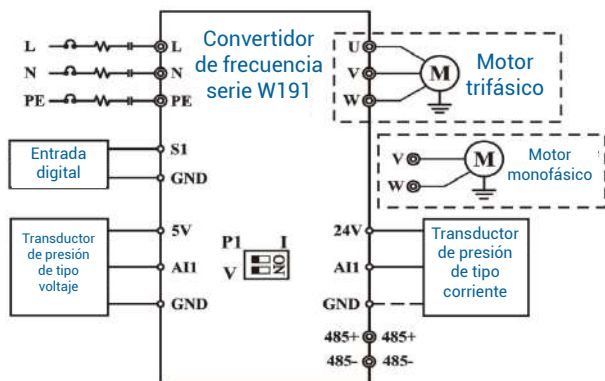 Convertidor
de frecuencia
serie W191
L
N
PE
L
N
PE
U
V
W
M
Motor
trifásico
Entrada
digital
S1
GND
V
W
M
Motor
monofásico
Transductor
de presión
de tipo
voltaje
5V
AI1
GND
P1
I
V
ON
24V
AI1
GND
Transductor
de presión
de tipo
corriente
485+
485+
485-
485-